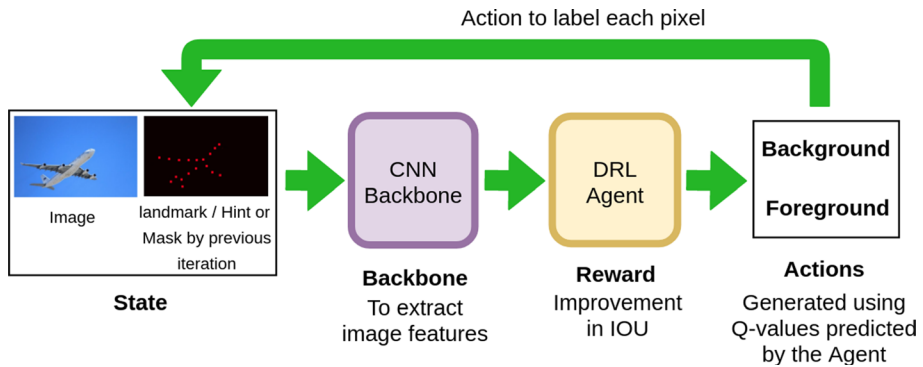 Action to label each pixel
Image
landmark / Hint or
Mask by previous
iteration
State
CNN
Backbone
Backbone
To extract
image features
DRL
Agent
Reward
Improvement
in IOU
Background
Foreground
Actions
Generated using
Q-values predicted
by the Agent